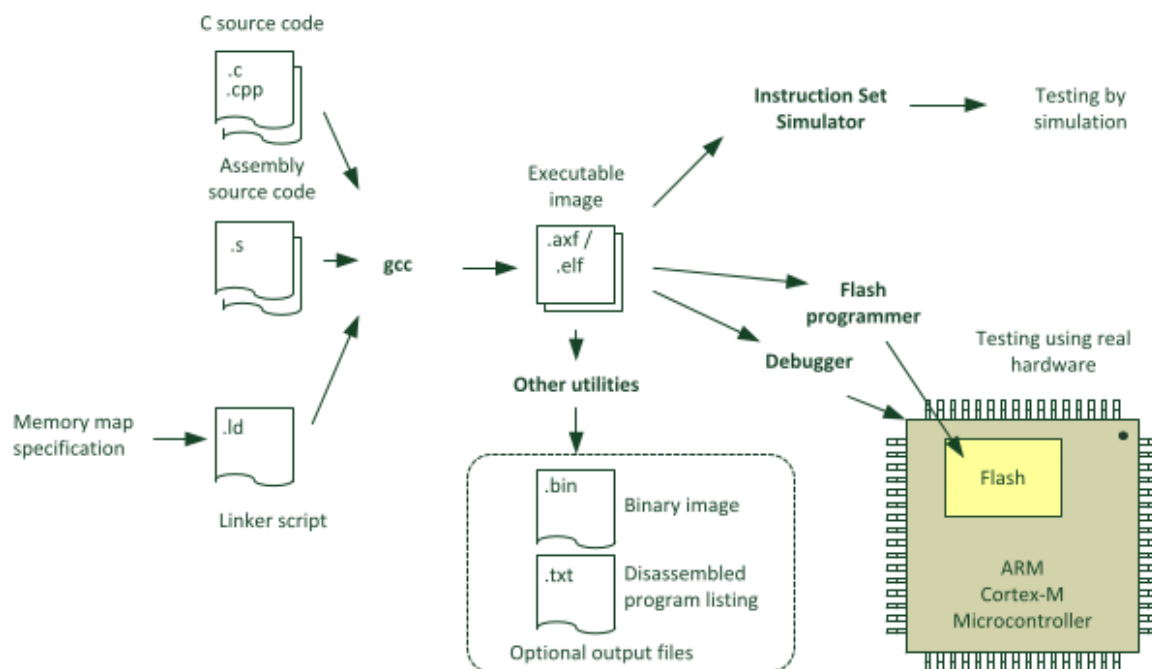 C source code
.c
.cpp
Assembly
source code
.s
Memory map
specification
.ld
Linker script
gcc
Executable
image
.axf /
.elf
Other utilities
.bin
Binary image
.txt
Disassembled
program listing
Optional output files
Instruction Set
Simulator
Testing by
simulation
Flash
programmer
Debugger
Testing using real
hardware
Flash
ARM
Cortex-M
Microcontroller